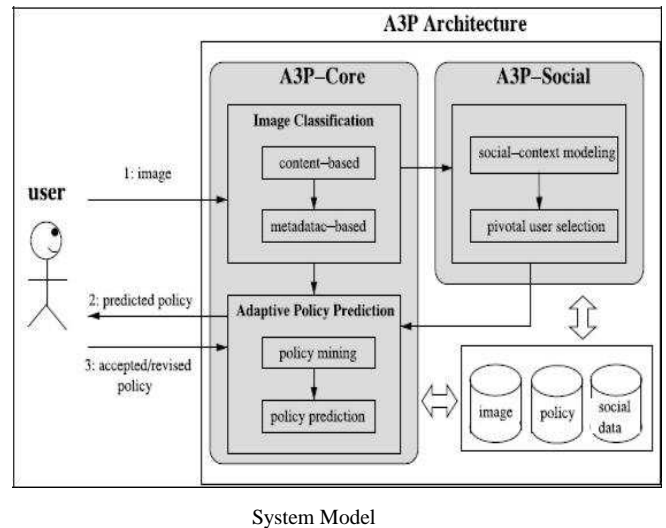 A3P Architecture
A3P–Core
A3P–Social
Image Classification
content–based
metadatac–based
social–context modeling
pivotal user selection
user
1: image
2: predicted policy
3: accepted/revised
policy
Adaptive Policy Prediction
policy mining
policy prediction
image
policy
social
data
System Model